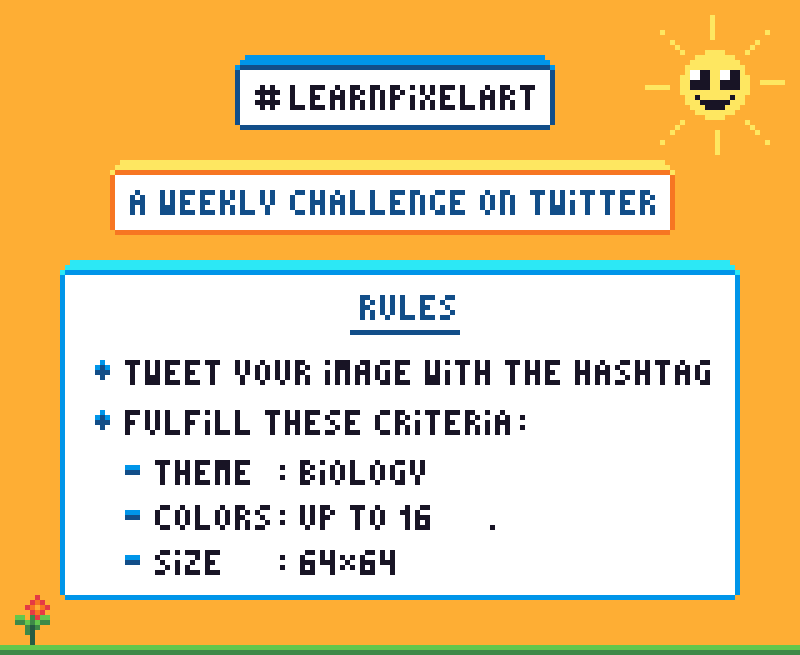 #LEARNPiXELART
A WEEKLY CHALLENGE ON TWiTTER
RULES
+ TWEET YOUR iMAGE WiTH THE HASHTAG
+ FULFiLL THESE CRiTERiA:
- THEME : BiOLOGY
- COLORS: UP TO 16 .
- SiZE : 64×64